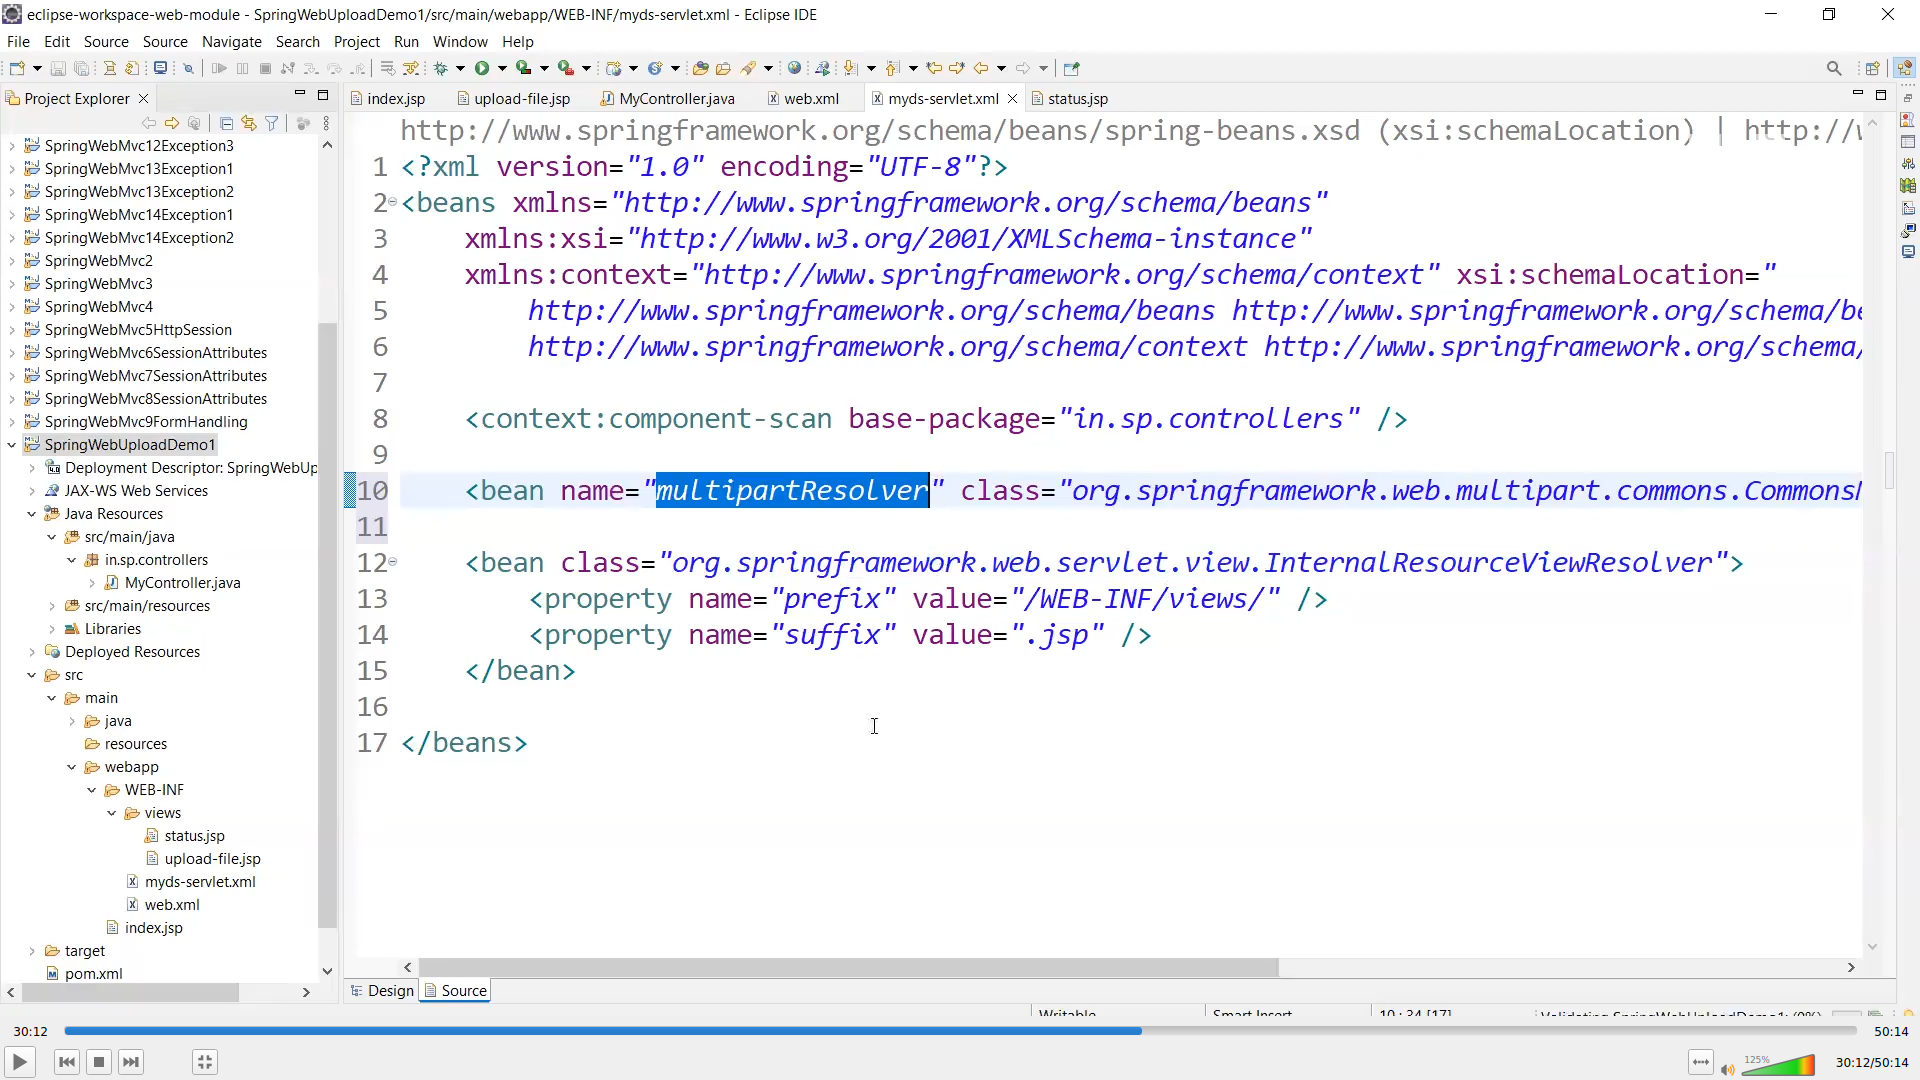 eclipse-workspace-web-module - SpringWebUploadDemo1/src/main/webapp/WEB-INF/myds-servlet.xml - Eclipse IDE
File Edit Source Source Navigate Search Project Run Window Help
Project Explorer
SpringWebMvc12Exception3
SpringWebMvc13Exception1
SpringWebMvc13Exception2
SpringWebMvc14Exception1
SpringWebMvc14Exception2
SpringWebMvc2
SpringWebMvc3
SpringWebMvc4
SpringWebMvc5HttpSession
SpringWebMvc6SessionAttributes
SpringWebMvc7SessionAttributes
SpringWebMvc8SessionAttributes
SpringWebMvc9FormHandling
SpringWebUploadDemo1
Deployment Descriptor: SpringWebUp
JAX-WS Web Services
Java Resources
src/main/java
in.sp.controllers
MyController.java
src/main/resources
Libraries
Deployed Resources
src
main
java
resources
webapp
WEB-INF
views
status.jsp
upload-file.jsp
myds-servlet.xml
web.xml
index.jsp
target
pom.xml
index.jsp upload-file.jsp MyController.java web.xml myds-servlet.xml status.jsp
http://www.springframework.org/schema/beans/spring-beans.xsd (xsi:schemaLocation) | http://w
1 <?xml version="1.0" encoding="UTF-8"?>
2 <beans xmlns="http://www.springframework.org/schema/beans"
3 xmlns:xsi="http://www.w3.org/2001/XMLSchema-instance"
4 xmlns:context="http://www.springframework.org/schema/context" xsi:schemaLocation="
5 http://www.springframework.org/schema/beans http://www.springframework.org/schema/be
6 http://www.springframework.org/schema/context http://www.springframework.org/schema/
7
8 <context:component-scan base-package="in.sp.controllers" />
9
10 <bean name="multipartResolver" class="org.springframework.web.multipart.commons.CommonsM
11
12 <bean class="org.springframework.web.servlet.view.InternalResourceViewResolver">
13 <property name="prefix" value="/WEB-INF/views/" />
14 <property name="suffix" value=".jsp" />
15 </bean>
16
17 </beans>
Design Source
Writable Smart Insert 10 : 34 [17] Validating SpringWebUploadDemo1: (0%)
30:12 50:14
125% 30:12/50:14